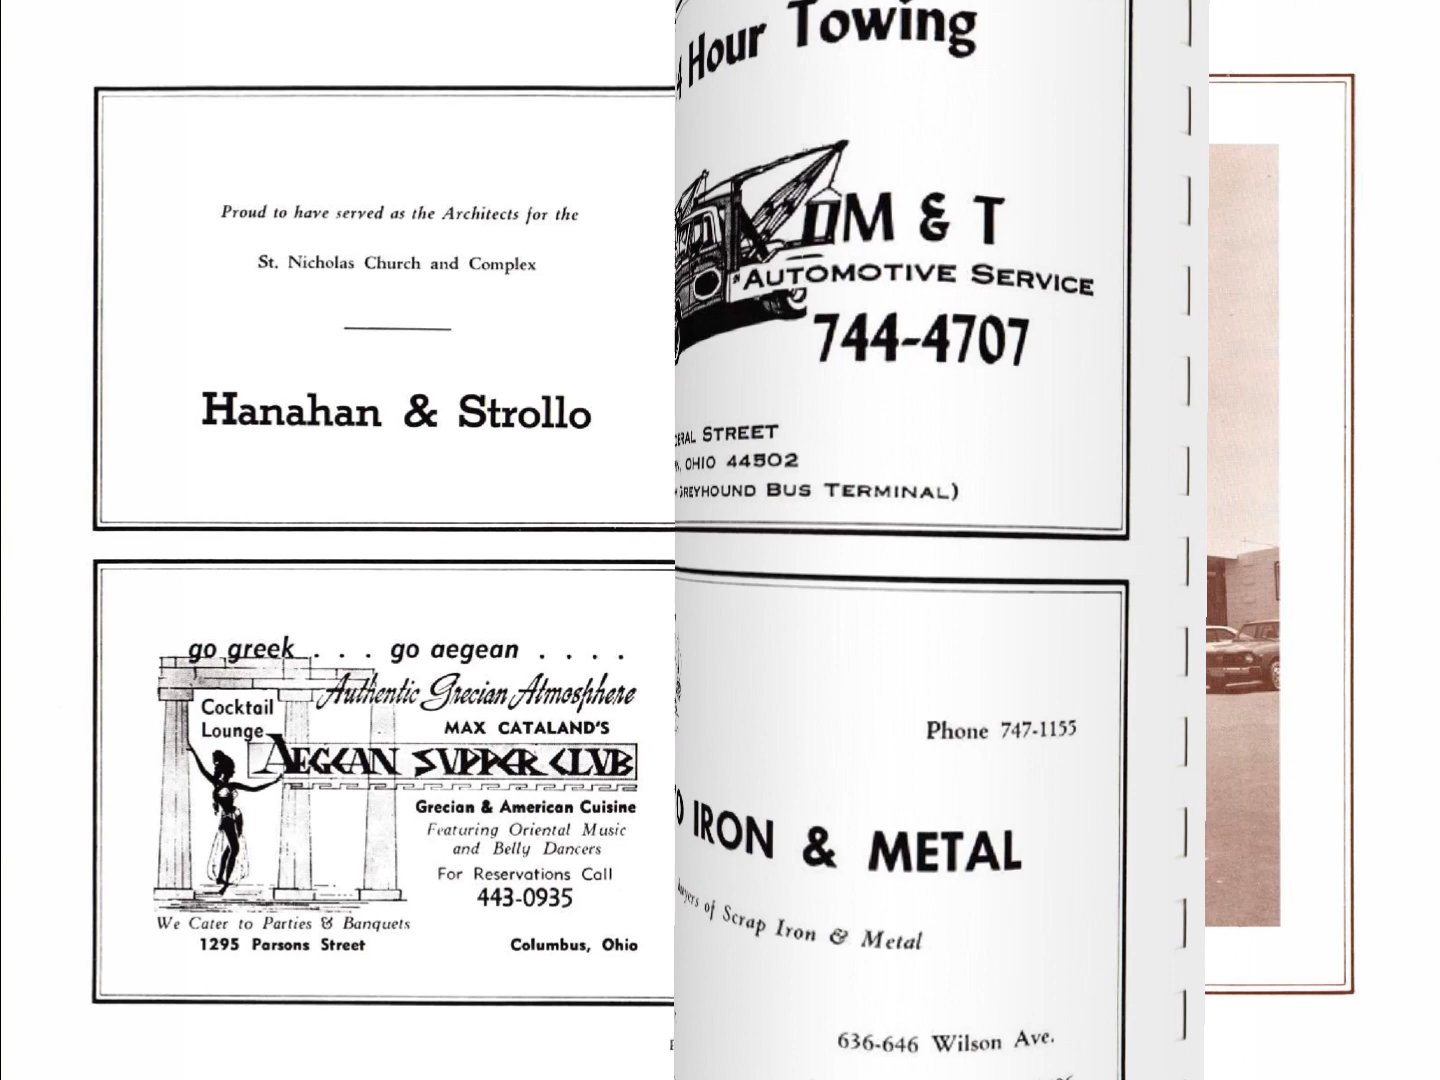 Proud to have served as the Architects for the
St. Nicholas Church and Complex
Hanahan & Strollo
go greek . . . go aegean . . . .
Authentic Grecian Atmosphere
Cocktail
Lounge
MAX CATALAND'S
AEGEAN SUPPER CLUB
Grecian & American Cuisine
Featuring Oriental Music
and Belly Dancers
For Reservations Call
443-0935
We Cater to Parties & Banquets
1295 Parsons Street
Columbus, Ohio
Hour Towing
M & T
AUTOMOTIVE SERVICE
744-4707
STREET
OHIO 44502
GREYHOUND BUS TERMINAL)
Phone 747-1155
IRON & METAL
of Scrap Iron & Metal
636-646 Wilson Ave.